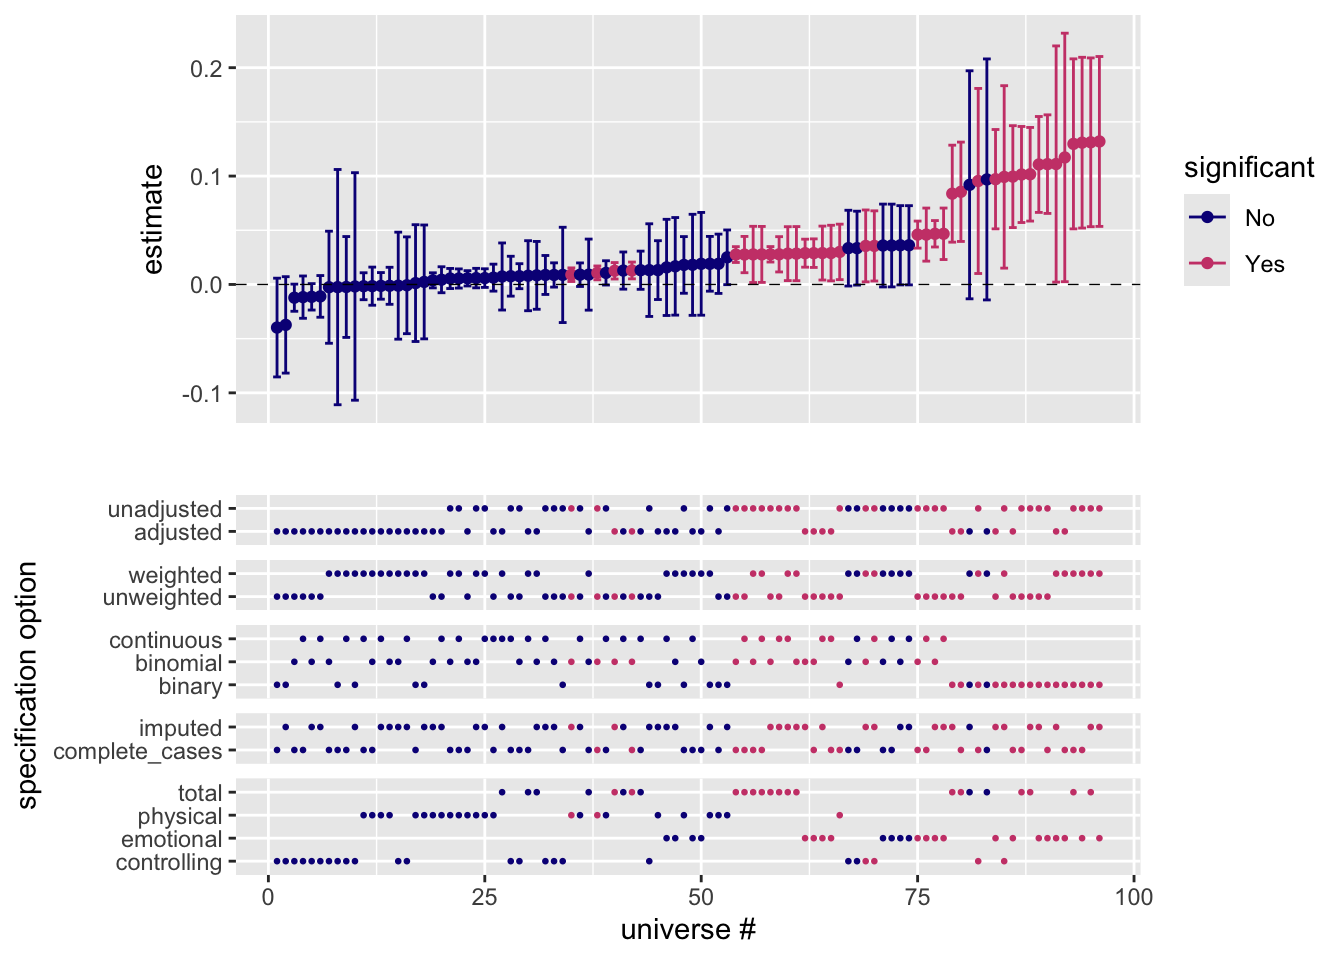 0.2
0.1
0.0
-0.1
estimate
significant
No
Yes
unadjusted
adjusted
weighted
unweighted
continuous
binomial
binary
imputed
complete_cases
total
physical
emotional
controlling
specification option
0 25 50 75 100
universe #